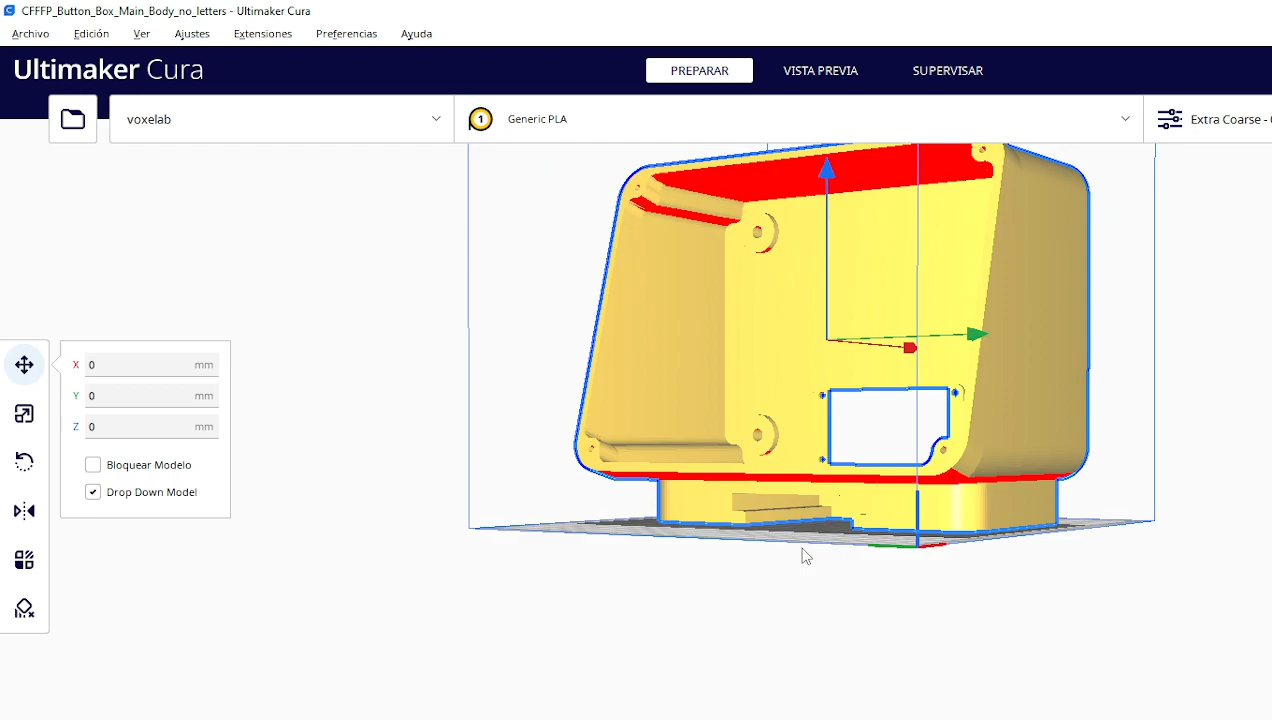 CFFFP_Button_Box_Main_Body_no_letters - Ultimaker Cura
Archivo Edición Ver Ajustes Extensiones Preferencias Ayuda
Ultimaker Cura
PREPARAR VISTA PREVIA SUPERVISAR
voxelab 1 Generic PLA Extra Coarse -
X 0 mm
Y 0 mm
Z 0 mm
Bloquear Modelo
Drop Down Model